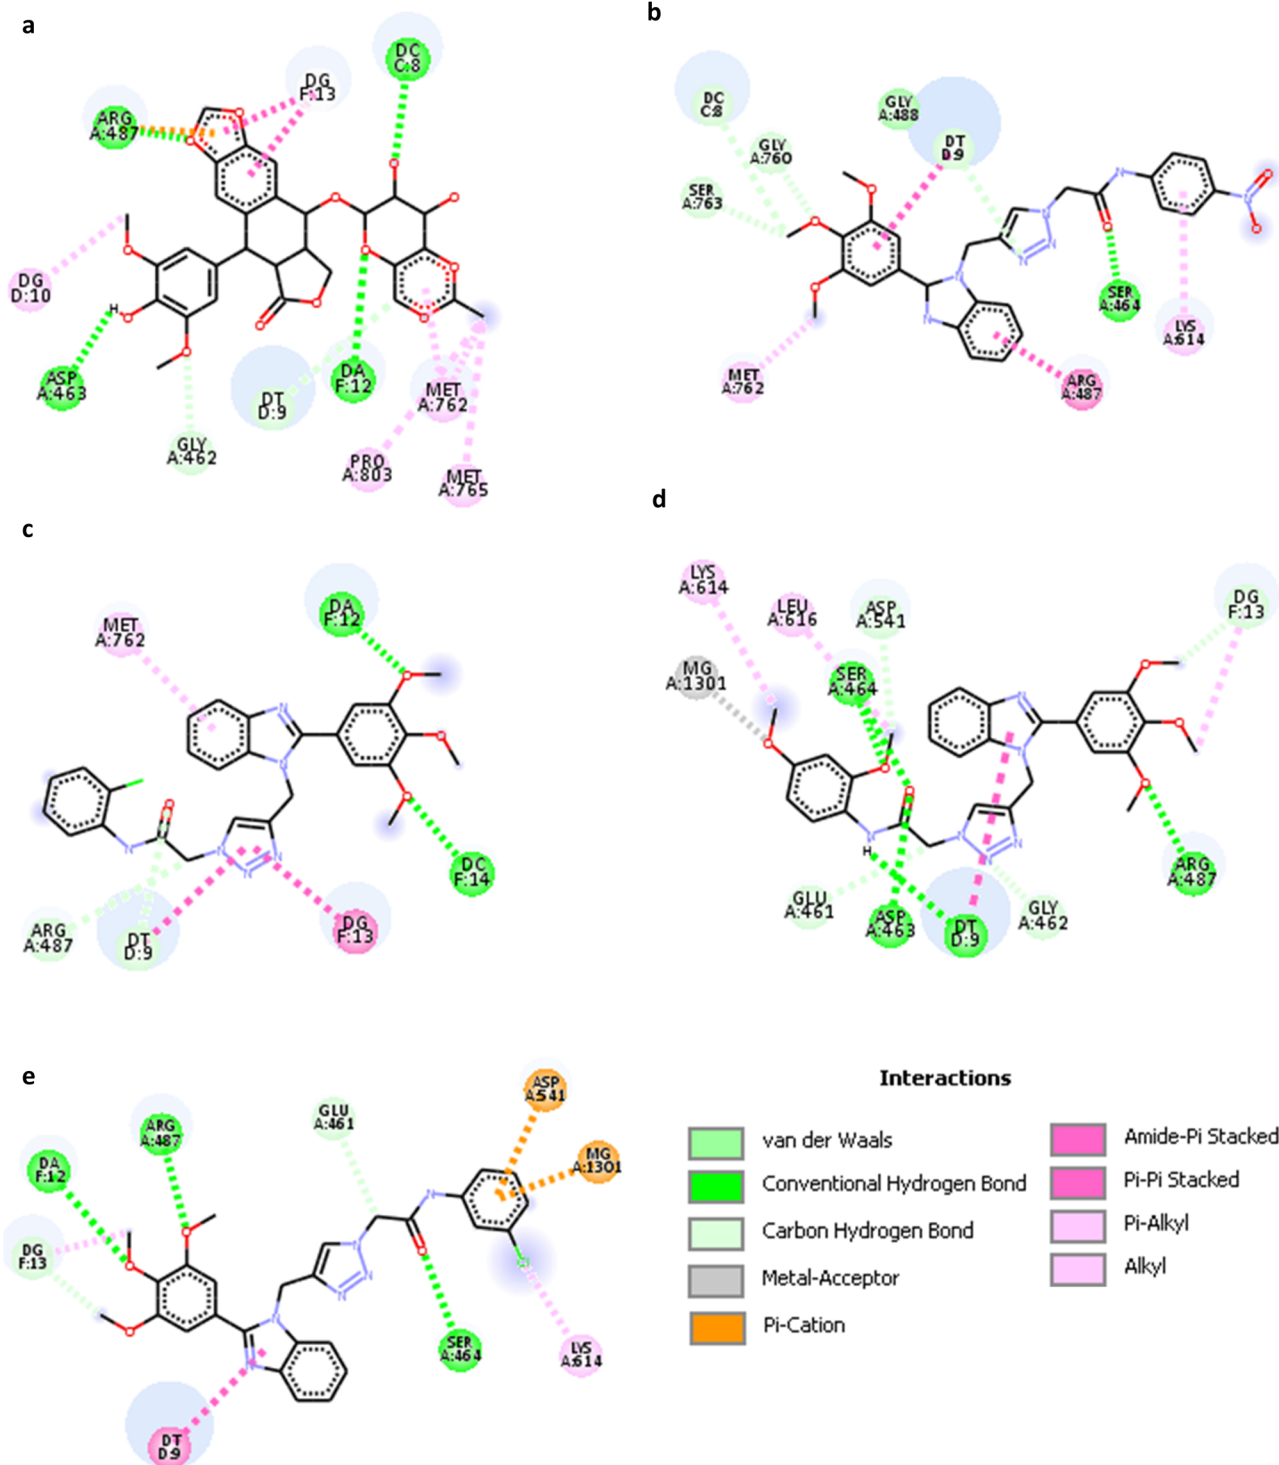 a
DC
C:8
DG
F:13
ARG
A:487
DG
D:10
H
ASP
A:463
GLY
A:462
DT
D:9
DA
F:12
MET
A:762
PRO
A:803
MET
A:765
b
DC
C:8
GLY
A:488
GLY
A:760
DT
D:9
SER
A:763
N
N
N
N
N
N
N
SER
A:464
LYS
A:614
MET
A:762
ARG
A:487
c
DA
F:12
MET
A:762
N
N
N
N
N
N
DC
F:14
ARG
A:487
DT
D:9
DG
F:13
d
LYS
A:614
LEU
A:616
ASP
A:541
DG
F:13
MG
A:1301
SER
A:464
N
N
N
N
N
N
H
ARG
A:487
GLU
A:461
ASP
A:463
DT
D:9
GLY
A:462
e
ASP
A:541
GLU
A:461
ARG
A:487
MG
A:1301
DA
F:12
DG
F:13
N
N
N
N
N
N
Cl
SER
A:464
LYS
A:614
DT
D:9
Interactions
van der Waals
Conventional Hydrogen Bond
Carbon Hydrogen Bond
Metal-Acceptor
Pi-Cation
Amide-Pi Stacked
Pi-Pi Stacked
Pi-Alkyl
Alkyl